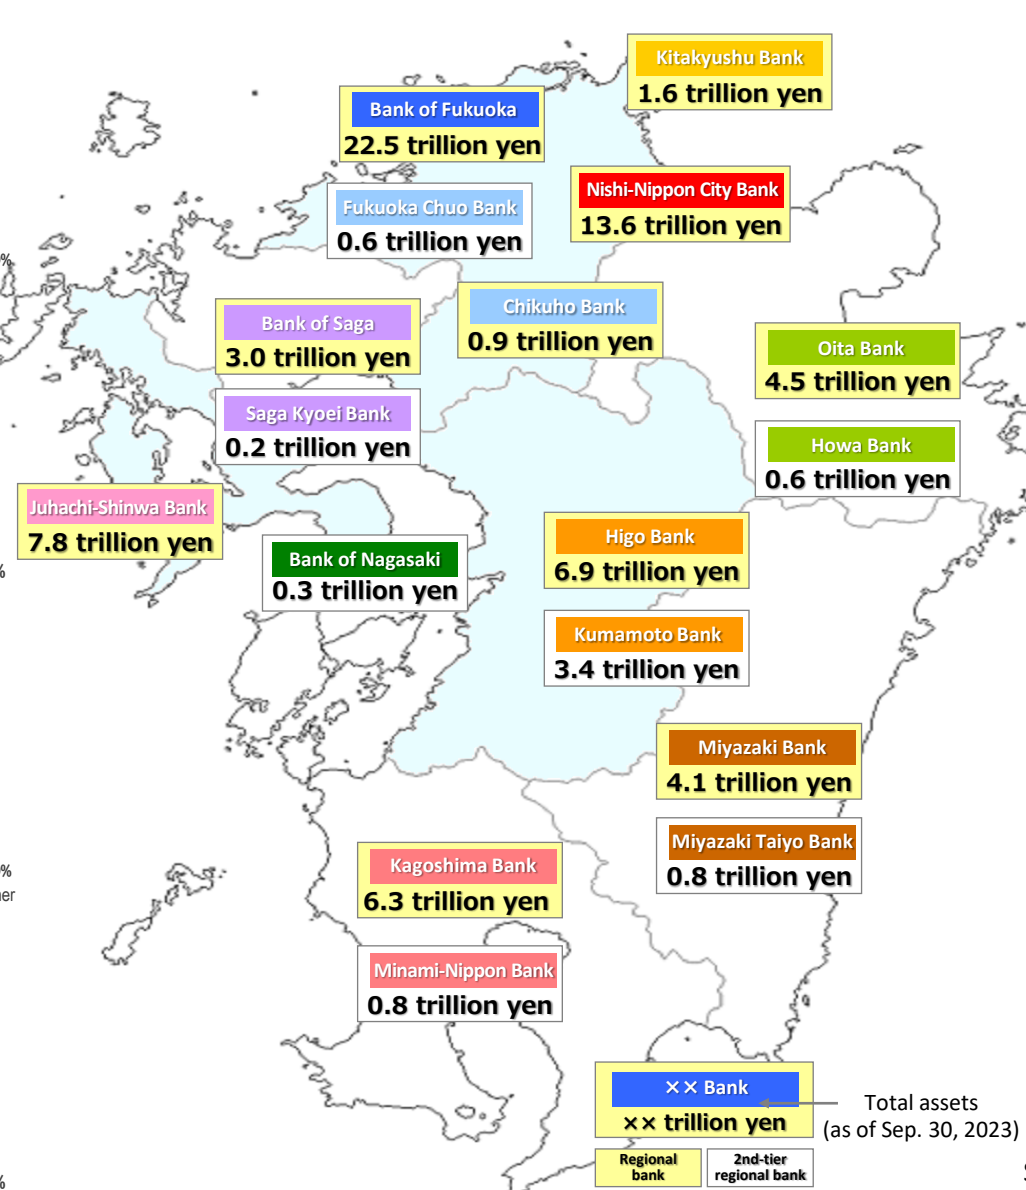 Kitakyushu Bank
1.6 trillion yen
Bank of Fukuoka
22.5 trillion yen
Nishi-Nippon City Bank
13.6 trillion yen
Fukuoka Chuo Bank
0.6 trillion yen
%
Chikuho Bank
0.9 trillion yen
Bank of Saga
3.0 trillion yen
Oita Bank
4.5 trillion yen
Saga Kyoei Bank
0.2 trillion yen
Howa Bank
0.6 trillion yen
Juhachi-Shinwa Bank
7.8 trillion yen
Higo Bank
6.9 trillion yen
Bank of Nagasaki
0.3 trillion yen
%
Kumamoto Bank
3.4 trillion yen
Miyazaki Bank
4.1 trillion yen
Miyazaki Taiyo Bank
0.8 trillion yen
Kagoshima Bank
6.3 trillion yen
%
Minami-Nippon Bank
0.8 trillion yen
×× Bank
×× trillion yen
Total assets
(as of Sep. 30, 2023)
Regional
bank
2nd-tier
regional bank
%